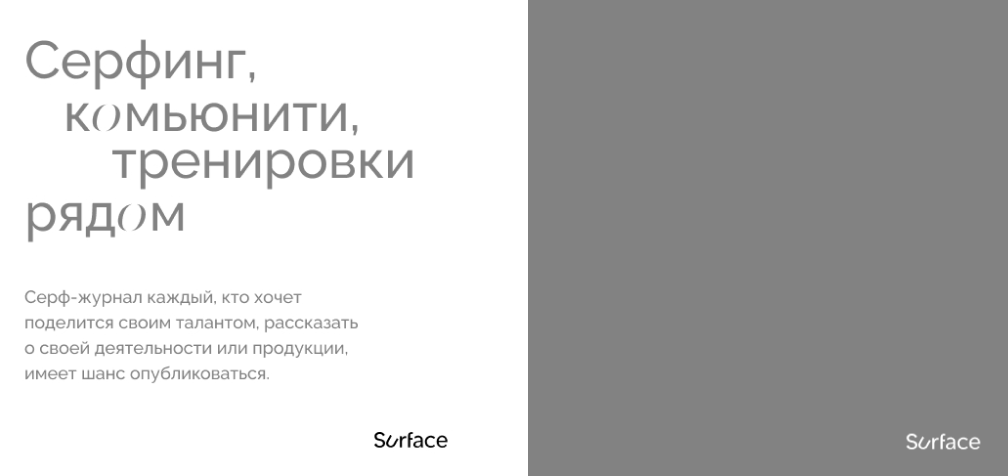 Серфинг,
комьюнити,
тренировки
рядом
Серф-журнал каждый, кто хочет
поделится своим талантом, рассказать
о своей деятельности или продукции,
имеет шанс опубликоваться.
Surface
Surface